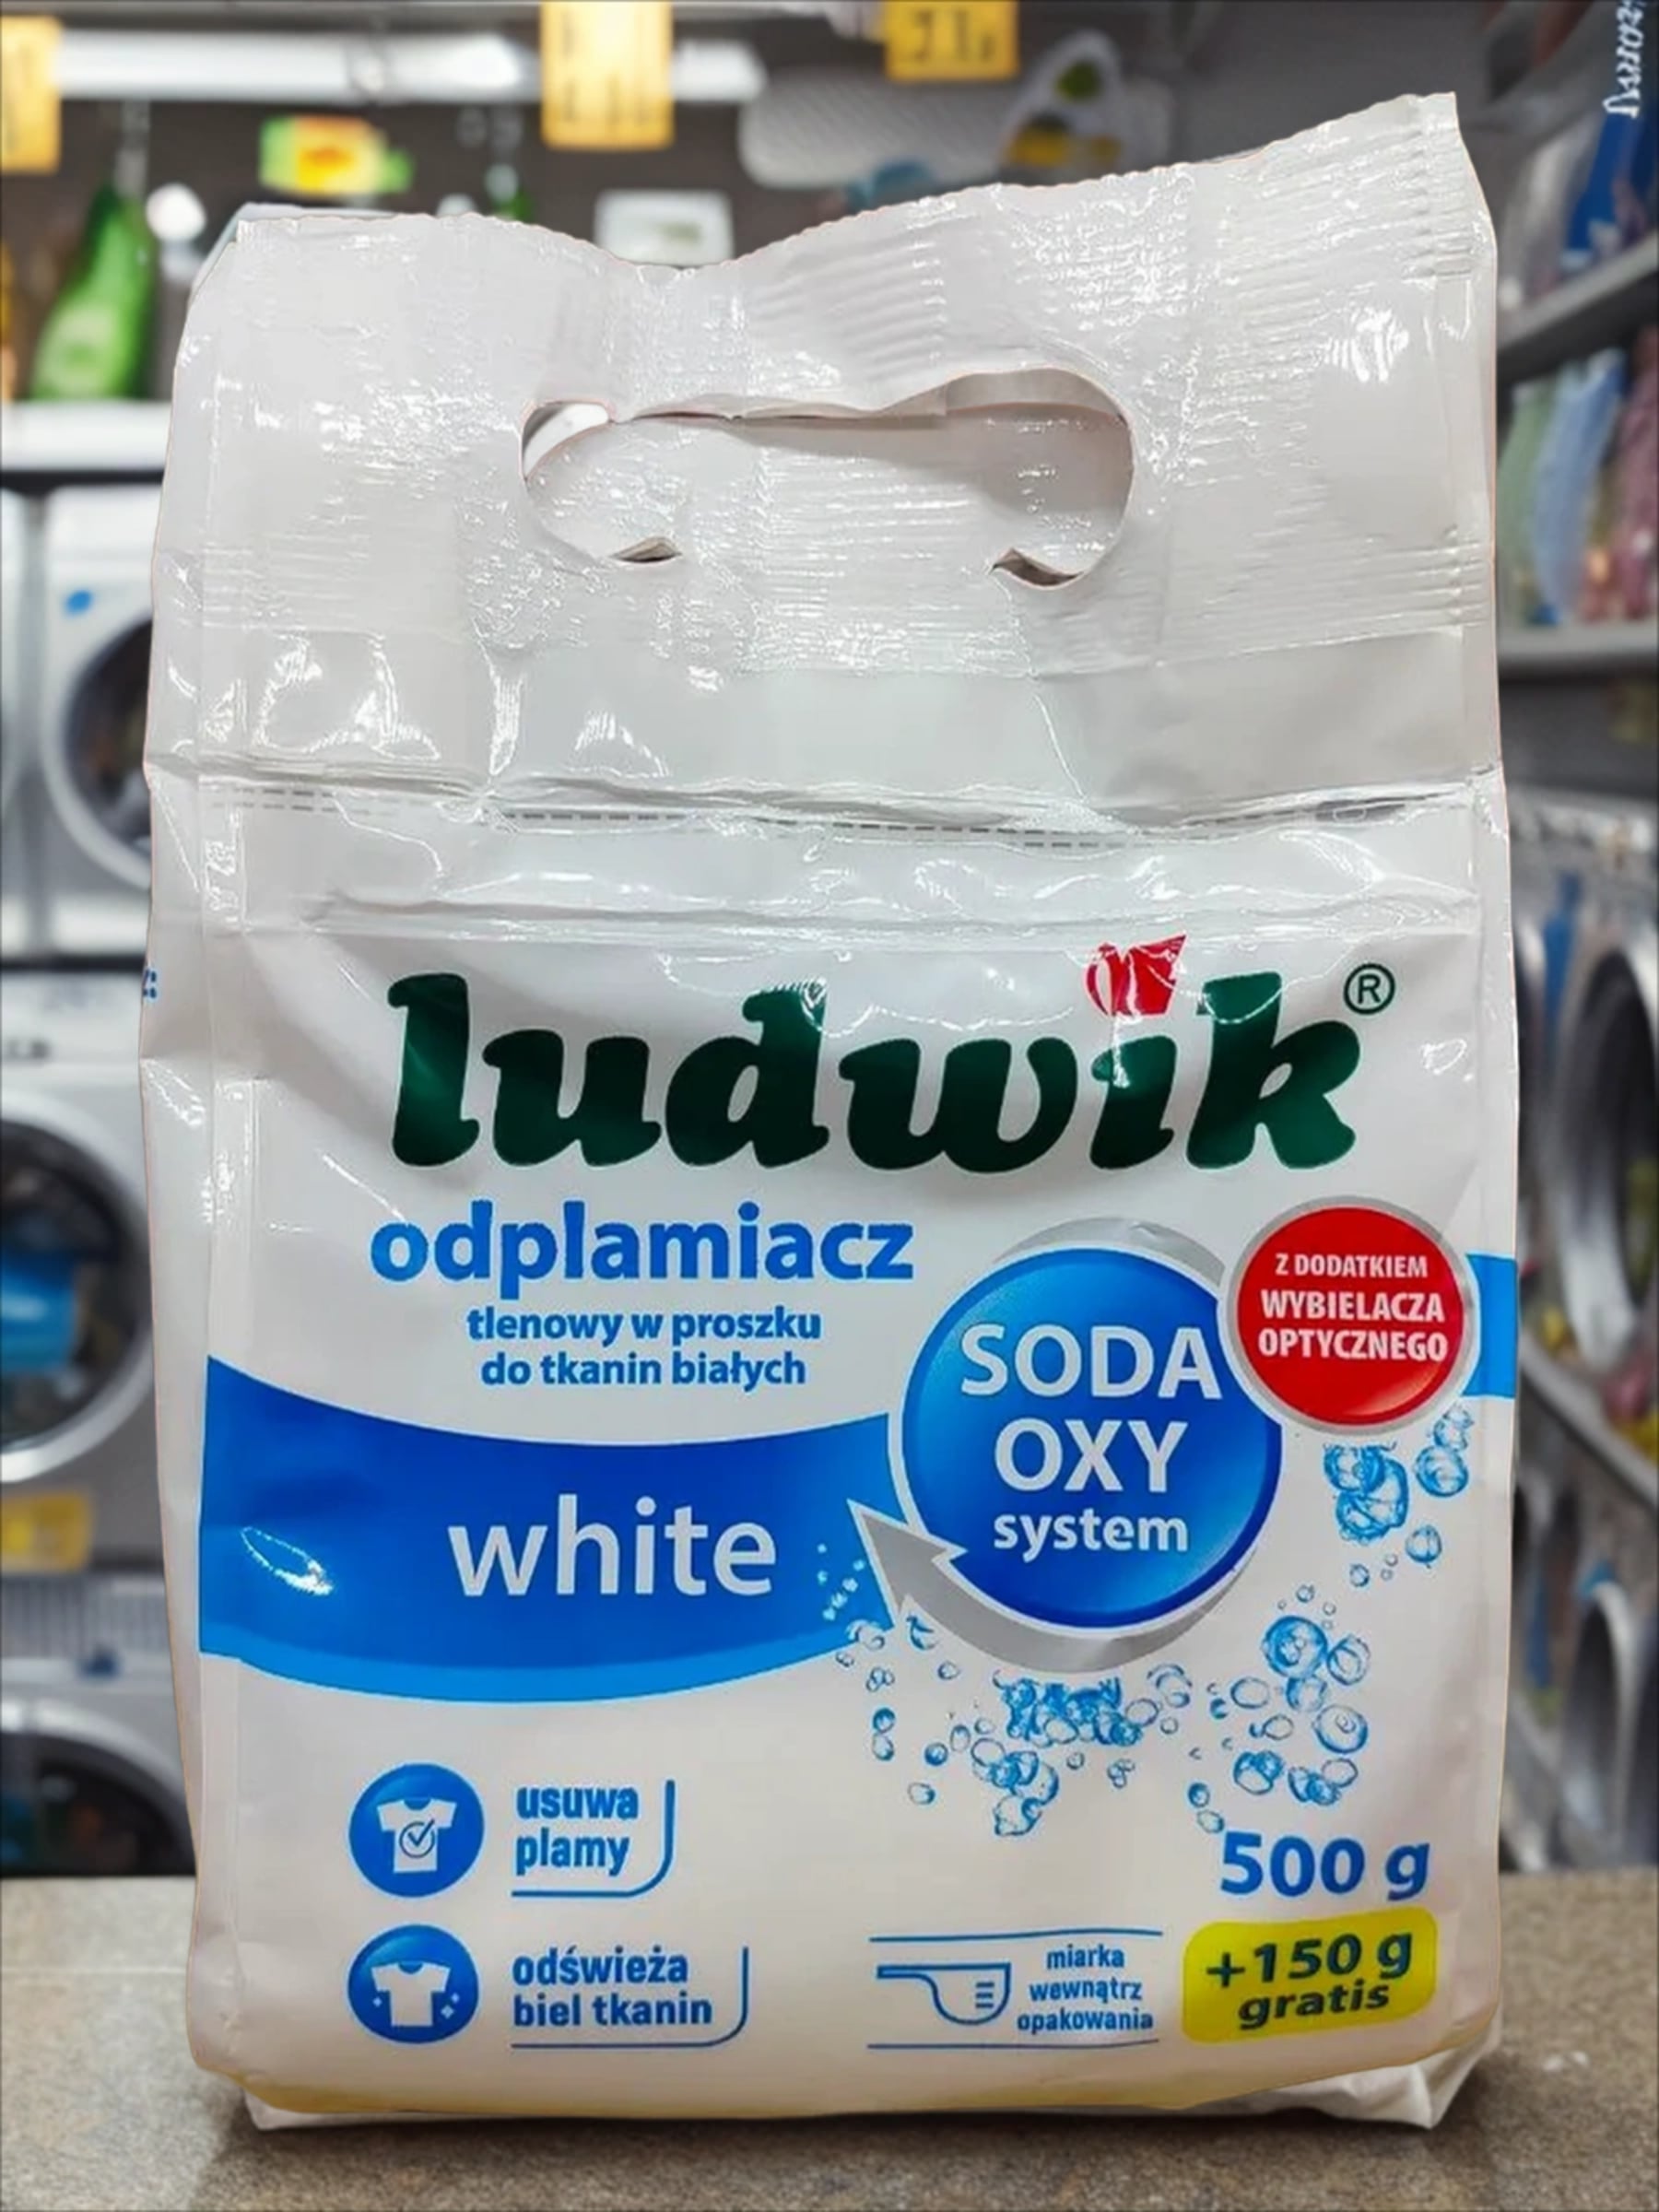 ludwik®
odplamiacz
tlenowy w proszku
do tkanin białych
white
SODA
OXY
system
Z DODATKIEM
WYBIELACZA
OPTYCZNEGO
usuwa
plamy
odświeża
biel tkanin
miarka
wewnątrz
opakowania
500 g
+150 g
gratis